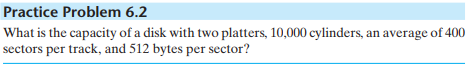 Practice Problem 6.2
What is the capacity of a disk with two platters, 10,000 cylinders, an average of 400
sectors per track, and 512 bytes per sector?